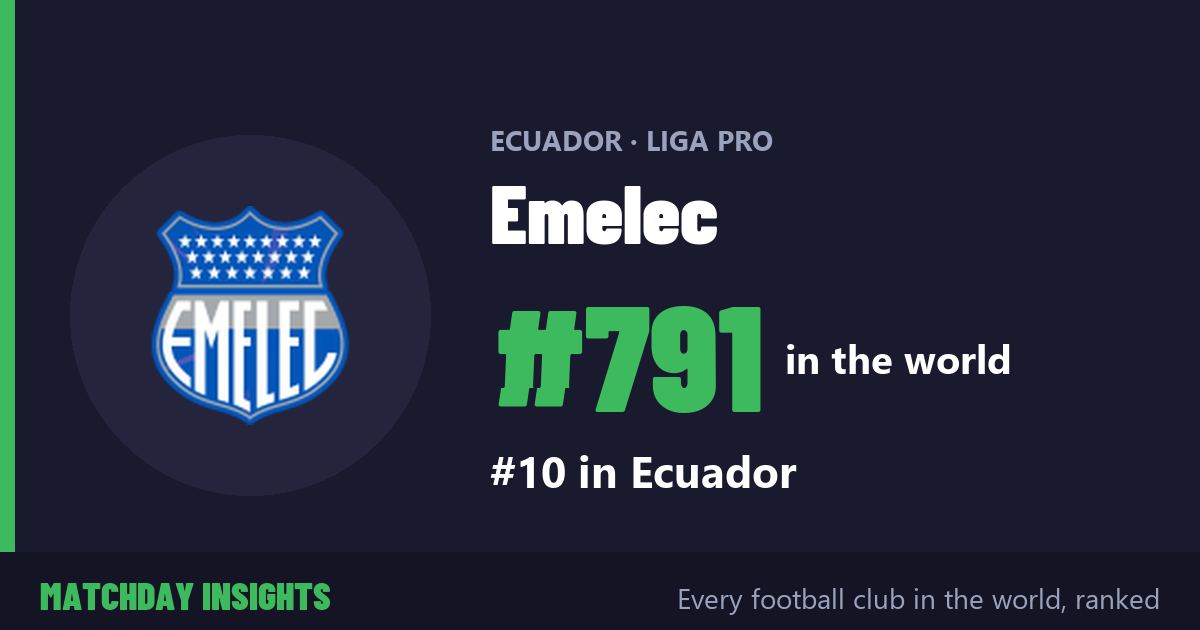 ECUADOR · LIGA PRO
Emelec
EMELEC
#791 in the world
#10 in Ecuador
MATCHDAY INSIGHTS
Every football club in the world, ranked